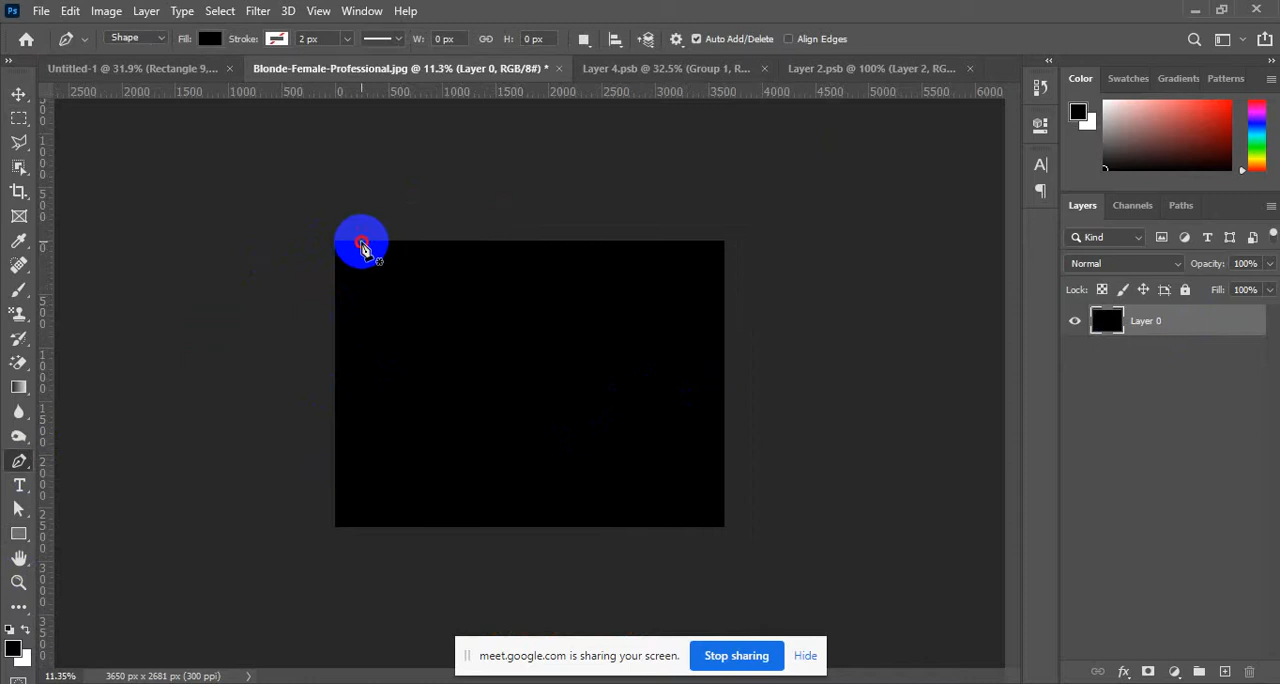 Ps File Edit Image Layer Type Select Filter 3D View Window Help
Shape Fill: Stroke: 2 px W: 0 px H: 0 px Auto Add/Delete Align Edges
Untitled-1 @ 31.9% (Rectangle 9,... × Blonde-Female-Professional.jpg @ 11.3% (Layer 0, RGB/8#) * × Layer 4.psb @ 32.5% (Group 1, R... × Layer 2.psb @ 100% (Layer 2, RG... ×
2500 2000 1500 1000 500 0 500 1000 1500 2000 2500 3000 3500 4000 4500 5000 5500 6000
Color Swatches Gradients Patterns
Layers Channels Paths
Kind
Normal Opacity: 100%
Lock: Fill: 100%
Layer 0
meet.google.com is sharing your screen. Stop sharing Hide
11.35% 3650 px x 2681 px (300 ppi)